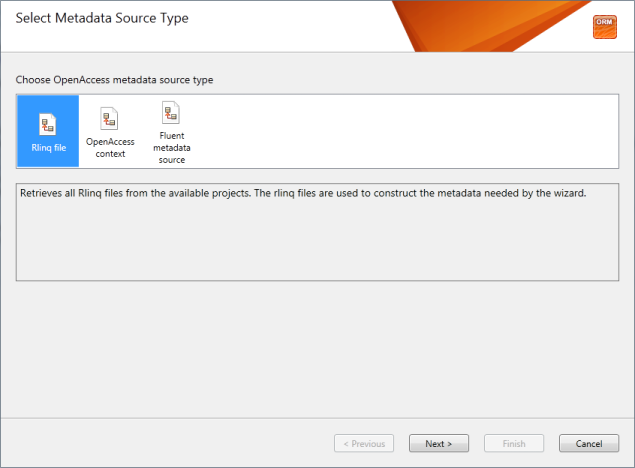 Select Metadata Source Type
ORM
Choose OpenAccess metadata source type
Rlinq file
OpenAccess
context
Fluent
metadata
source
Retrieves all Rlinq files from the available projects. The rlinq files are used to construct the metadata needed by the wizard.
< Previous
Next >
Finish
Cancel